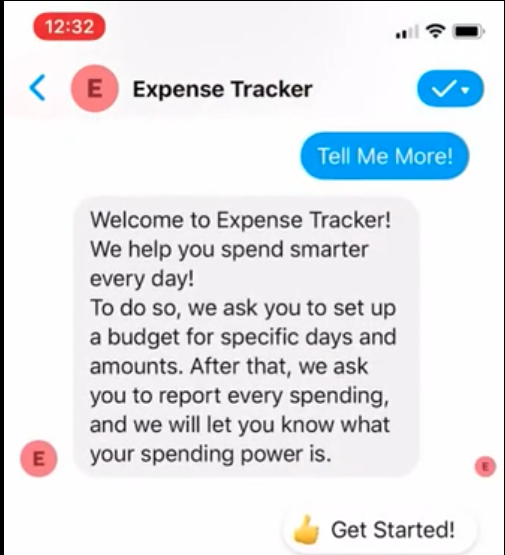 12:32
E Expense Tracker
Tell Me More!
Welcome to Expense Tracker!
We help you spend smarter
every day!
To do so, we ask you to set up
a budget for specific days and
amounts. After that, we ask
you to report every spending,
and we will let you know what
your spending power is.
E
E
👍 Get Started!